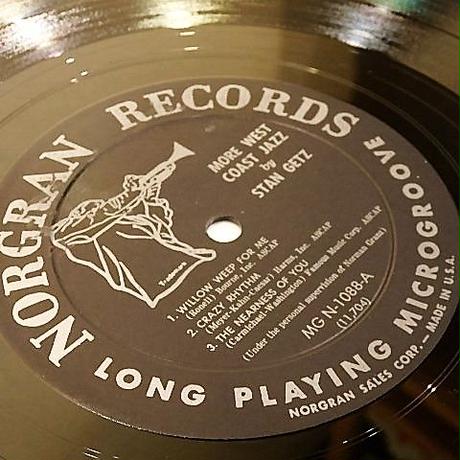 NORGRAN RECORDS
MORE WEST
COAST JAZZ
by
STAN GETZ
Trademark
1. WILLOW WEEP FOR ME
(Ronell) Bourne, Inc. ASCAP
2. CRAZY RHYTHM
(Meyer-Kahn-Caesar) Harms, Inc. ASCAP
3. THE NEARNESS OF YOU
(Carmichael-Washington) Famous Music Corp. ASCAP
(Under the personal supervision of Norman Granz)
MG N-1088-A
(11,704)
LONG PLAYING MICROGROOVE
NORGRAN SALES CORP. — MADE IN U.S.A.